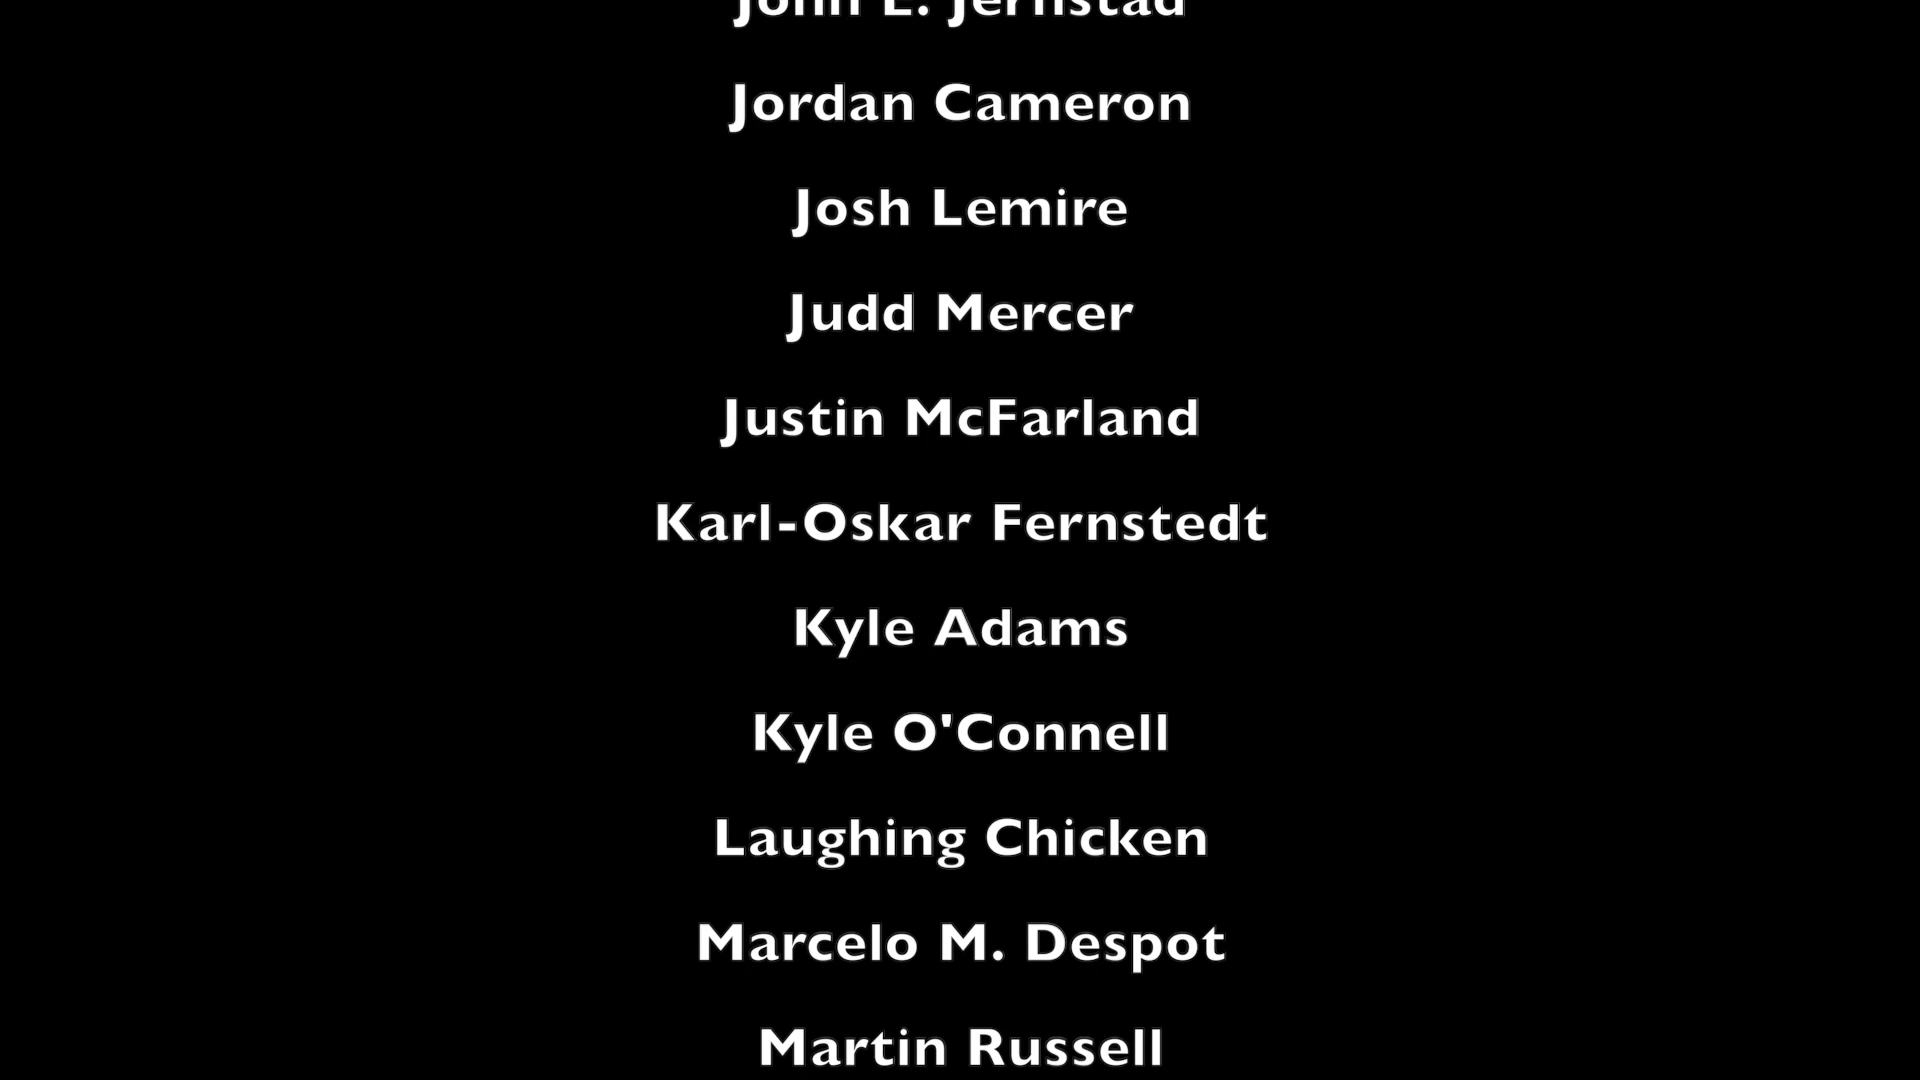 John E. Jernstad
Jordan Cameron
Josh Lemire
Judd Mercer
Justin McFarland
Karl-Oskar Fernstedt
Kyle Adams
Kyle O'Connell
Laughing Chicken
Marcelo M. Despot
Martin Russell